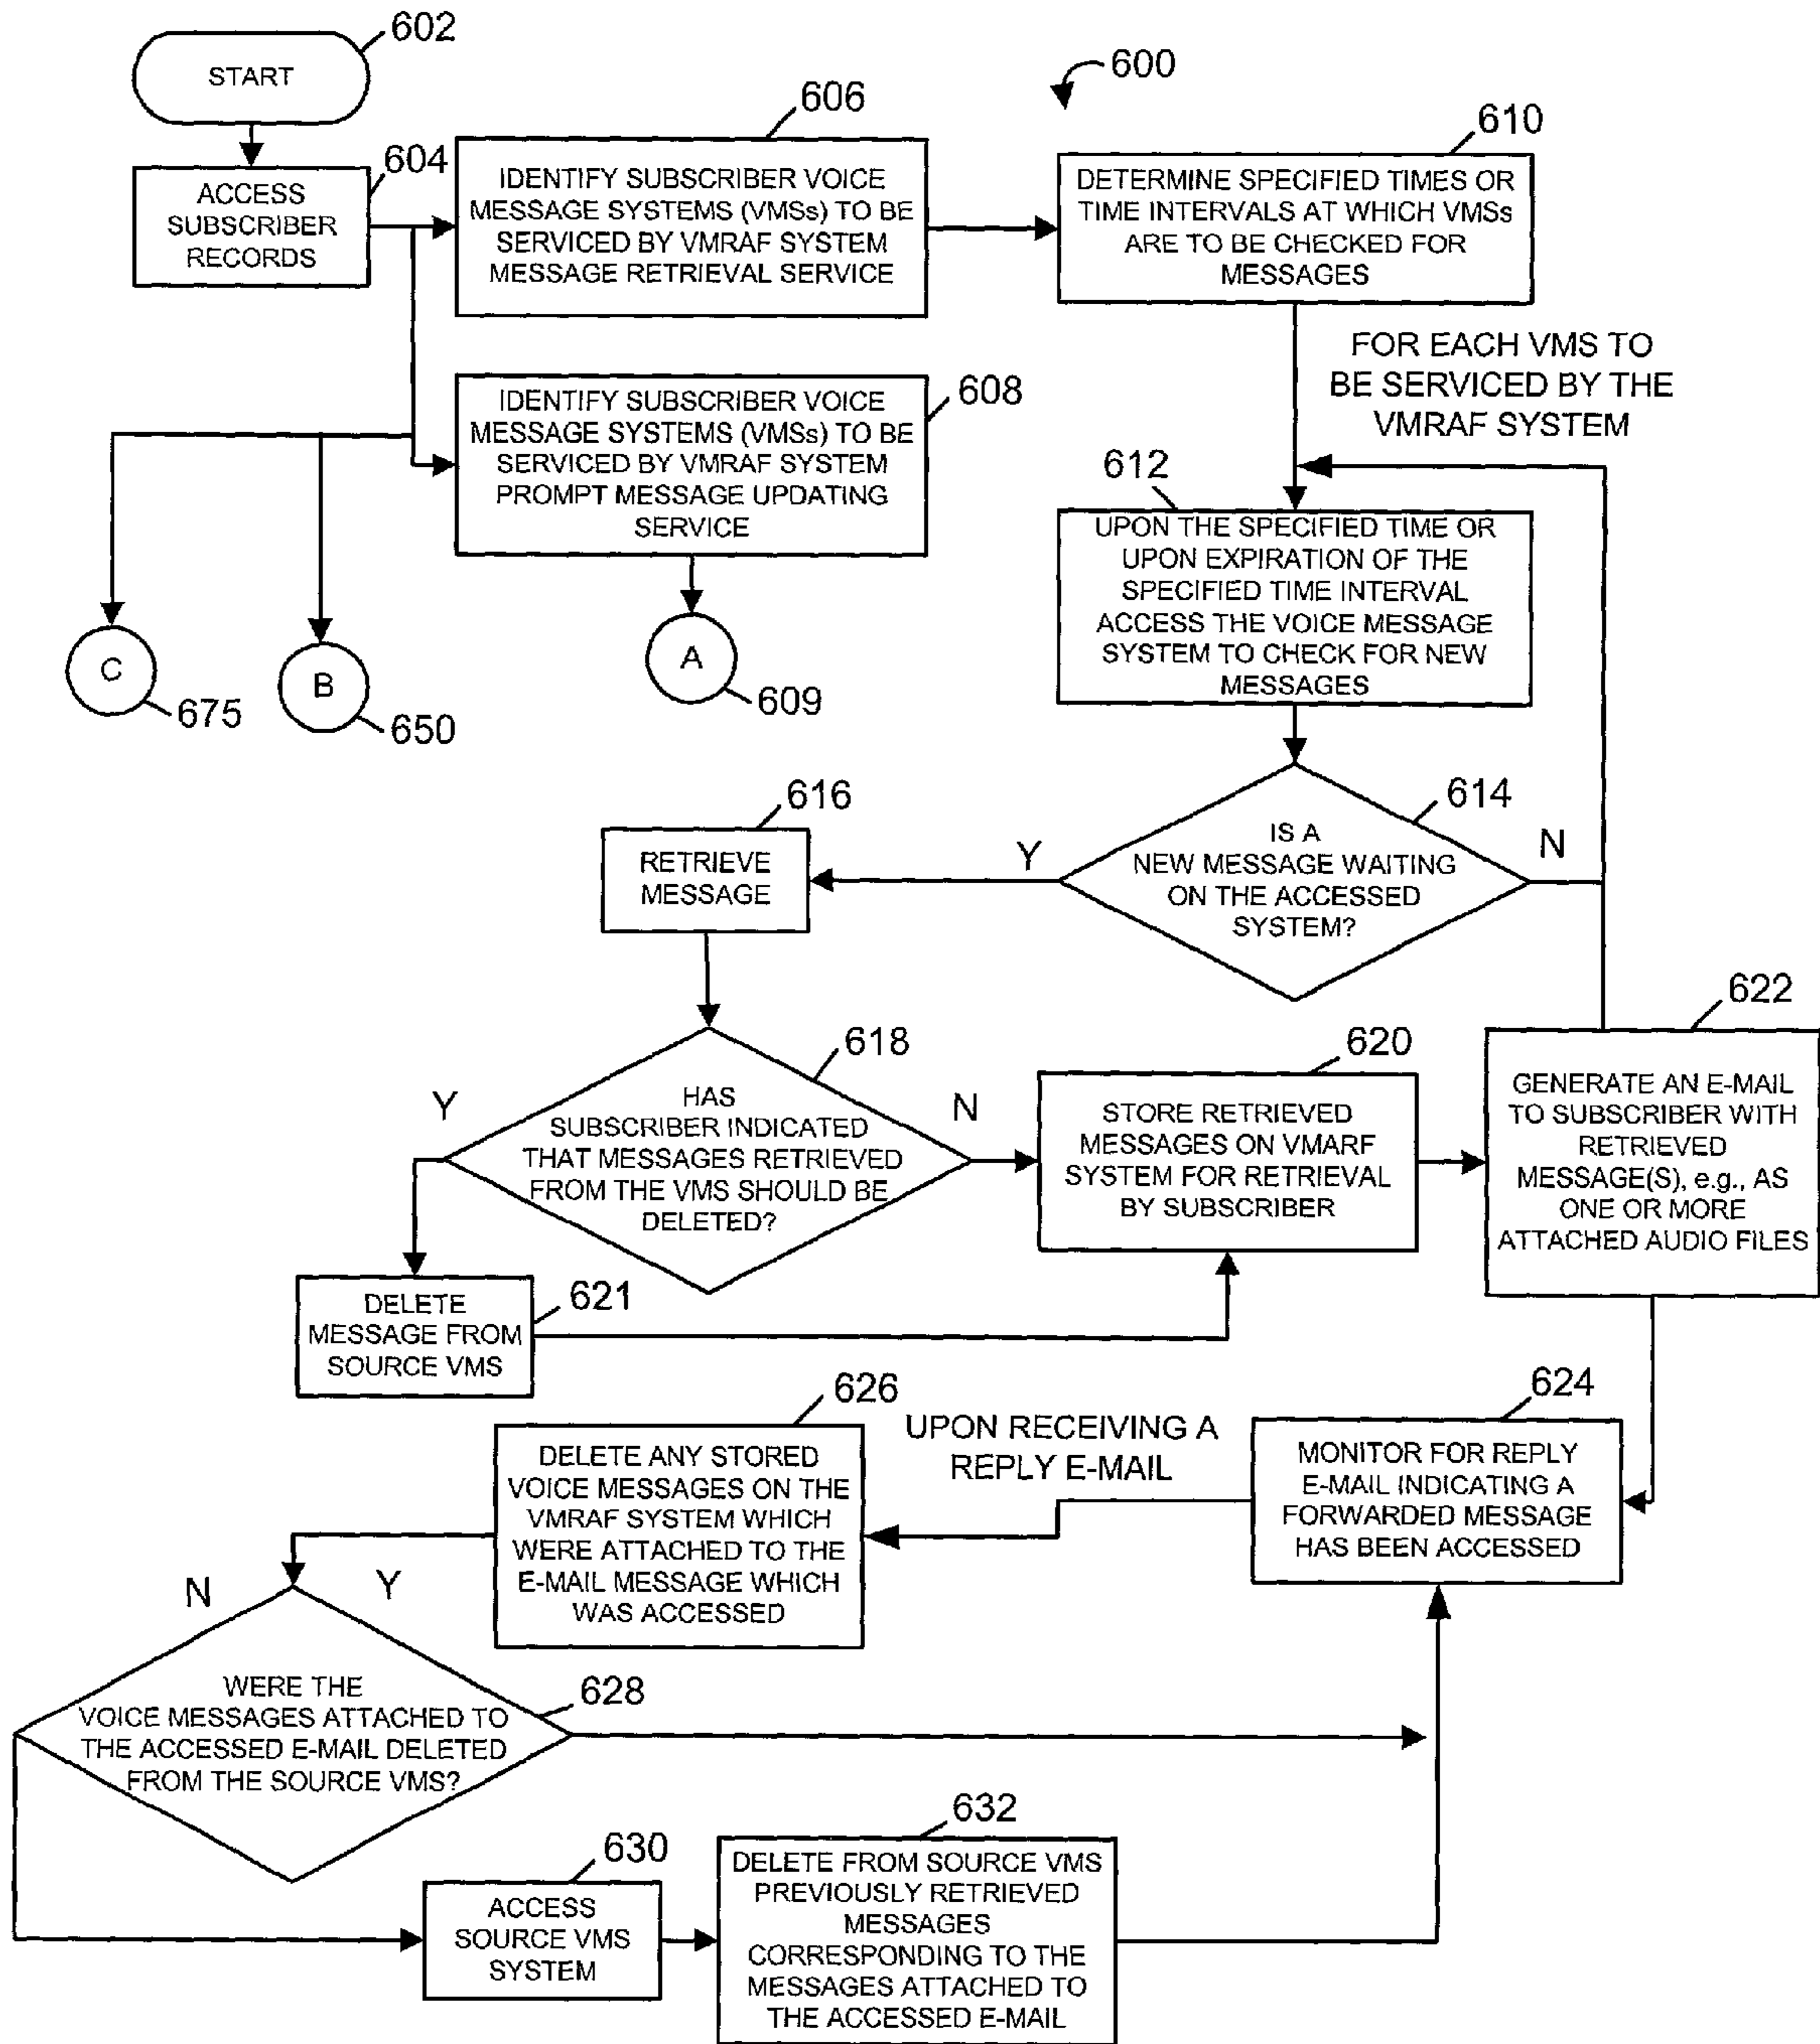 602
START
600
604
ACCESS
SUBSCRIBER
RECORDS
606
IDENTIFY SUBSCRIBER VOICE
MESSAGE SYSTEMS (VMSs) TO BE
SERVICED BY VMRAF SYSTEM
MESSAGE RETRIEVAL SERVICE
610
DETERMINE SPECIFIED TIMES OR
TIME INTERVALS AT WHICH VMSs
ARE TO BE CHECKED FOR
MESSAGES
608
IDENTIFY SUBSCRIBER VOICE
MESSAGE SYSTEMS (VMSs) TO BE
SERVICED BY VMRAF SYSTEM
PROMPT MESSAGE UPDATING
SERVICE
FOR EACH VMS TO
BE SERVICED BY THE
VMRAF SYSTEM
C
675
B
650
A
609
612
UPON THE SPECIFIED TIME OR
UPON EXPIRATION OF THE
SPECIFIED TIME INTERVAL
ACCESS THE VOICE MESSAGE
SYSTEM TO CHECK FOR NEW
MESSAGES
614
IS A
NEW MESSAGE WAITING
ON THE ACCESSED
SYSTEM?
Y
N
616
RETRIEVE
MESSAGE
618
HAS
SUBSCRIBER INDICATED
THAT MESSAGES RETRIEVED
FROM THE VMS SHOULD BE
DELETED?
Y
N
620
STORE RETRIEVED
MESSAGES ON VMARF
SYSTEM FOR RETRIEVAL
BY SUBSCRIBER
622
GENERATE AN E-MAIL
TO SUBSCRIBER WITH
RETRIEVED
MESSAGE(S), e.g., AS
ONE OR MORE
ATTACHED AUDIO FILES
621
DELETE
MESSAGE FROM
SOURCE VMS
624
MONITOR FOR REPLY
E-MAIL INDICATING A
FORWARDED MESSAGE
HAS BEEN ACCESSED
UPON RECEIVING A
REPLY E-MAIL
626
DELETE ANY STORED
VOICE MESSAGES ON THE
VMRAF SYSTEM WHICH
WERE ATTACHED TO THE
E-MAIL MESSAGE WHICH
WAS ACCESSED
N
Y
628
WERE THE
VOICE MESSAGES ATTACHED TO
THE ACCESSED E-MAIL DELETED
FROM THE SOURCE VMS?
630
ACCESS
SOURCE VMS
SYSTEM
632
DELETE FROM SOURCE VMS
PREVIOUSLY RETRIEVED
MESSAGES
CORRESPONDING TO THE
MESSAGES ATTACHED TO
THE ACCESSED E-MAIL